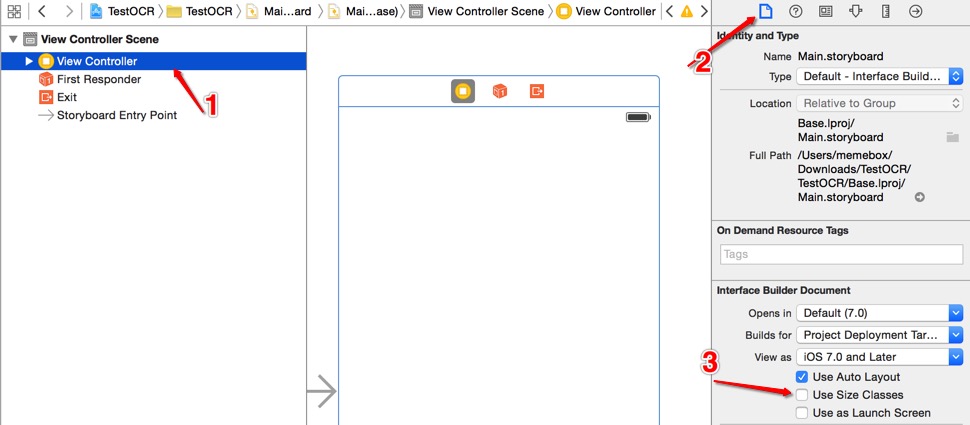 TestOCR
TestOCR
Mai...ard
Mai...ase)
View Controller Scene
View Controller
View Controller Scene
View Controller
First Responder
Exit
Storyboard Entry Point
1
2
3
Identity and Type
Name Main.storyboard
Type Default - Interface Build...
Location Relative to Group
Base.lproj/
Main.storyboard
Full Path /Users/memebox/
Downloads/TestOCR/
TestOCR/Base.lproj/
Main.storyboard
On Demand Resource Tags
Tags
Interface Builder Document
Opens in Default (7.0)
Builds for Project Deployment Tar...
View as iOS 7.0 and Later
Use Auto Layout
Use Size Classes
Use as Launch Screen